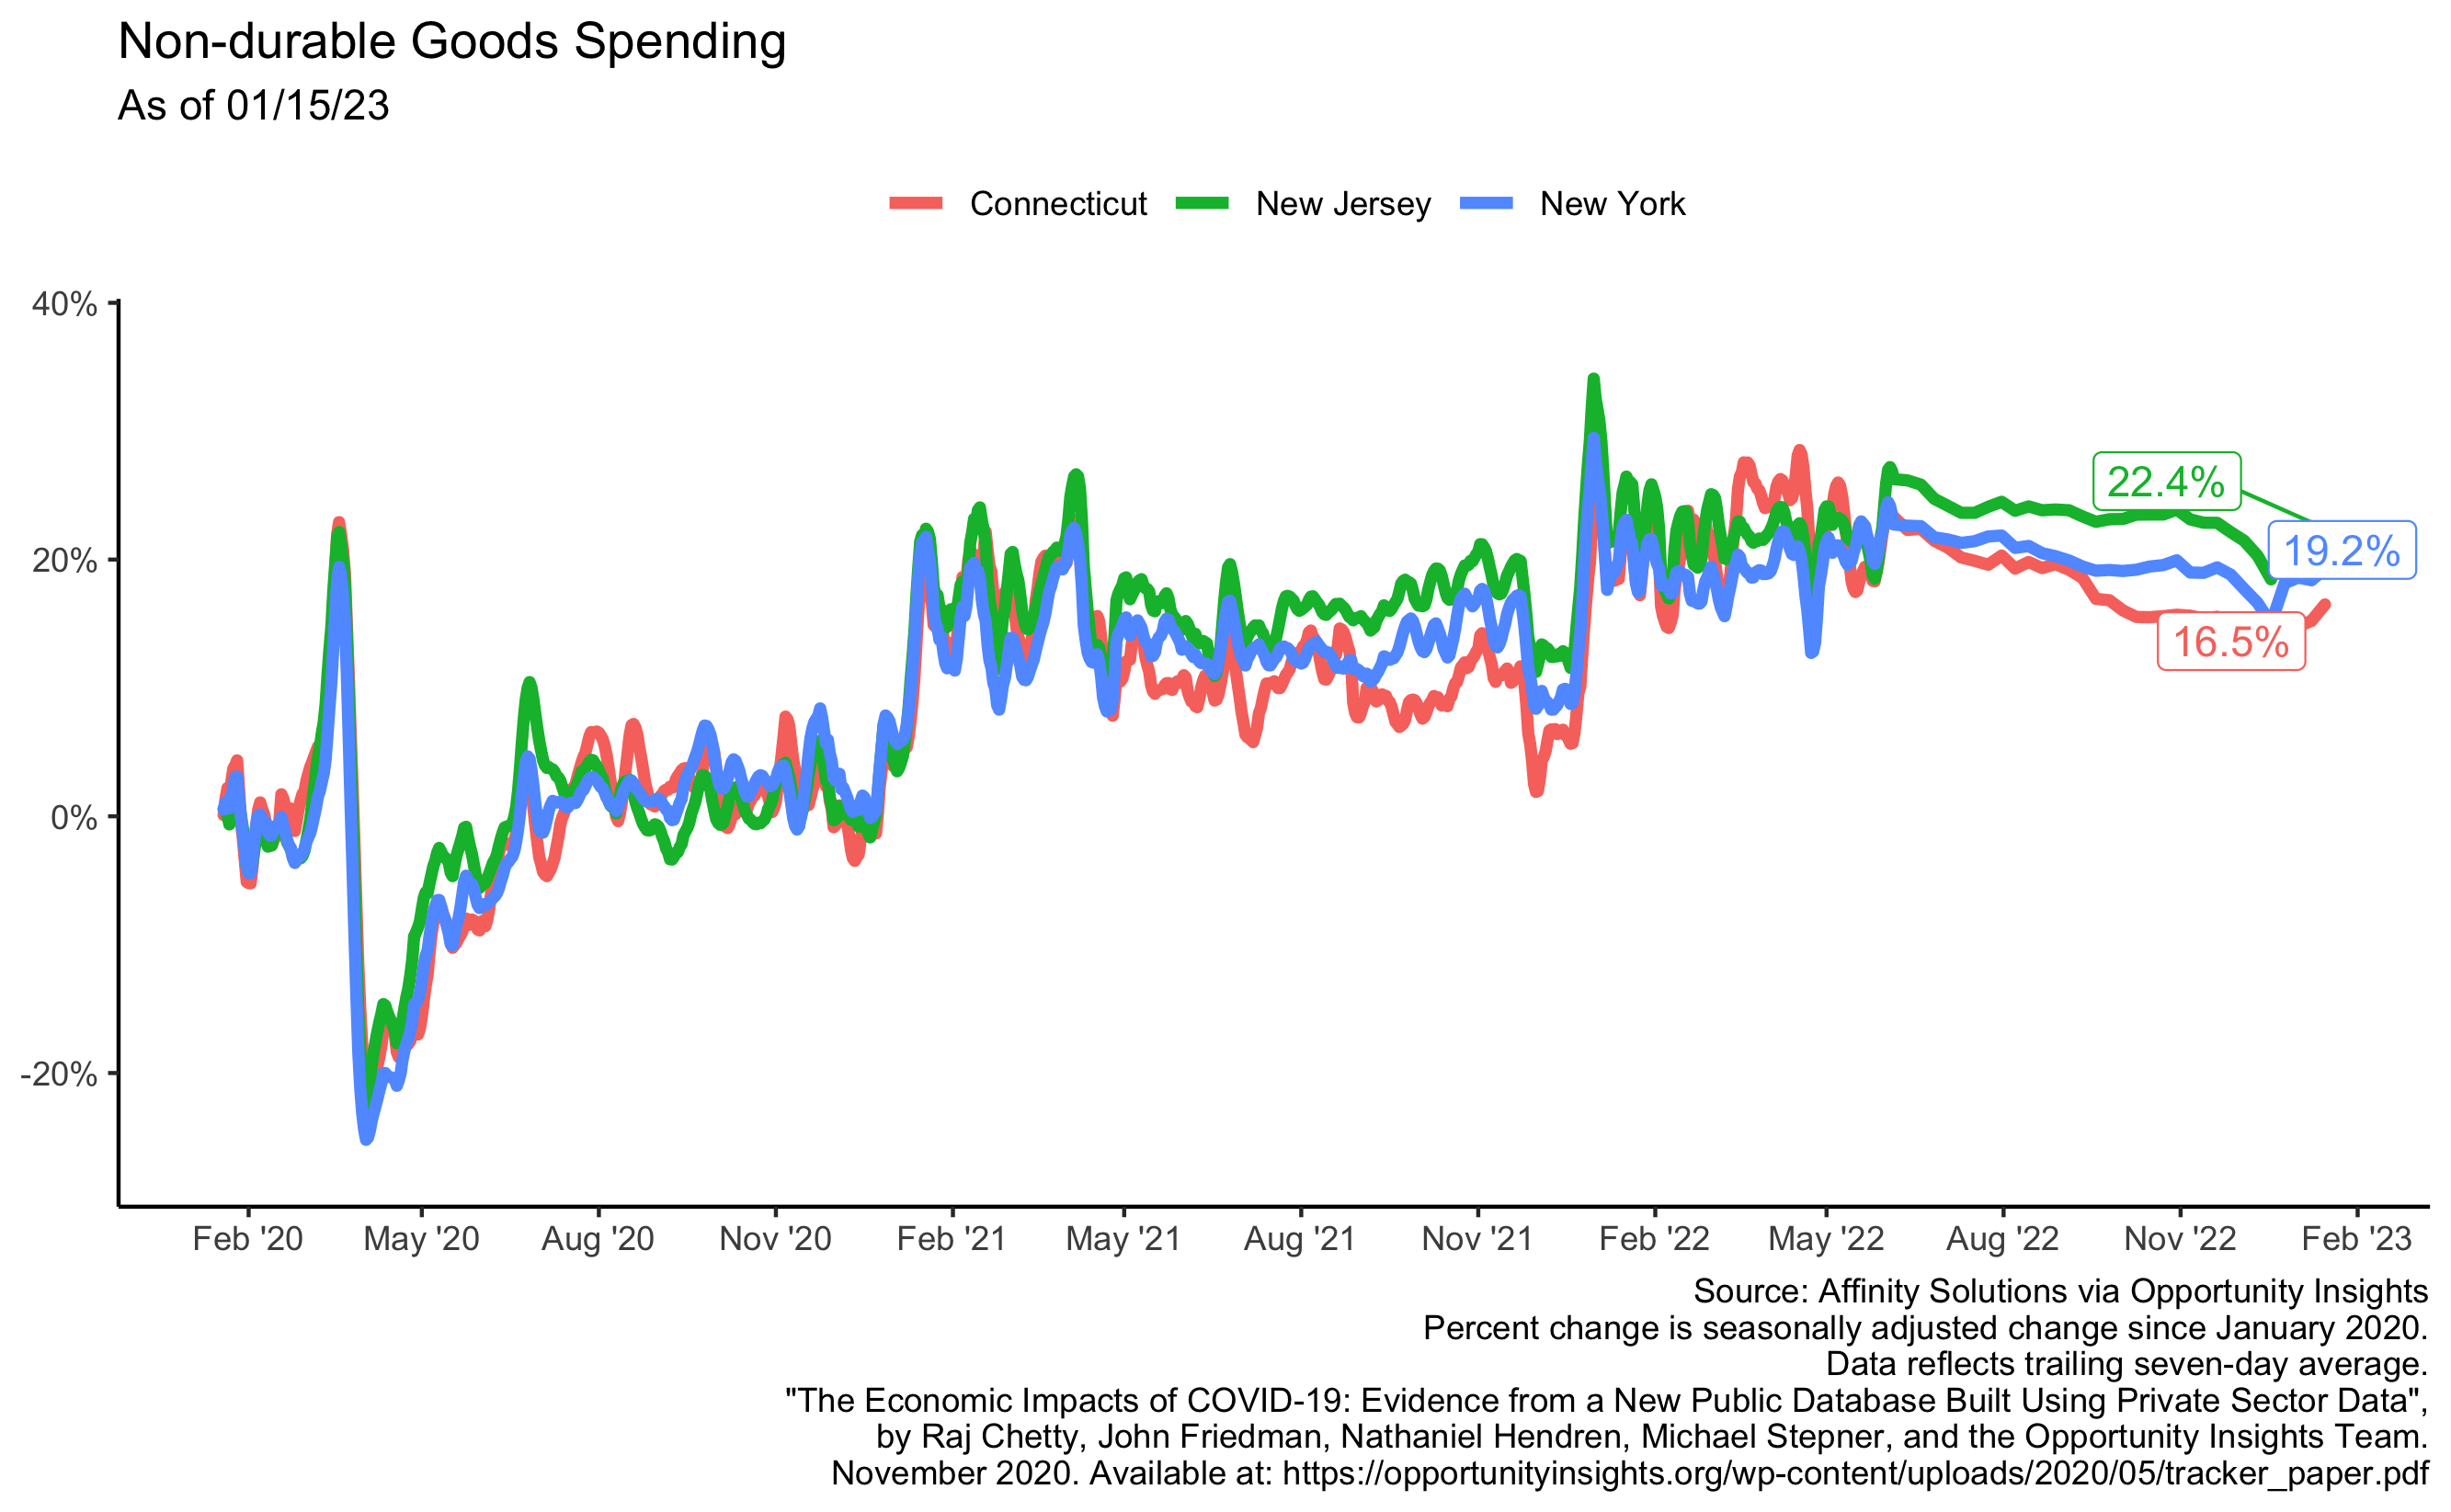 Non-durable Goods Spending
As of 01/15/23
Connecticut New Jersey New York
40%
20%
0%
-20%
22.4%
19.2%
16.5%
Feb '20 May '20 Aug '20 Nov '20 Feb '21 May '21 Aug '21 Nov '21 Feb '22 May '22 Aug '22 Nov '22 Feb '23
Source: Affinity Solutions via Opportunity Insights
Percent change is seasonally adjusted change since January 2020.
Data reflects trailing seven-day average.
"The Economic Impacts of COVID-19: Evidence from a New Public Database Built Using Private Sector Data",
by Raj Chetty, John Friedman, Nathaniel Hendren, Michael Stepner, and the Opportunity Insights Team.
November 2020. Available at: https://opportunityinsights.org/wp-content/uploads/2020/05/tracker_paper.pdf